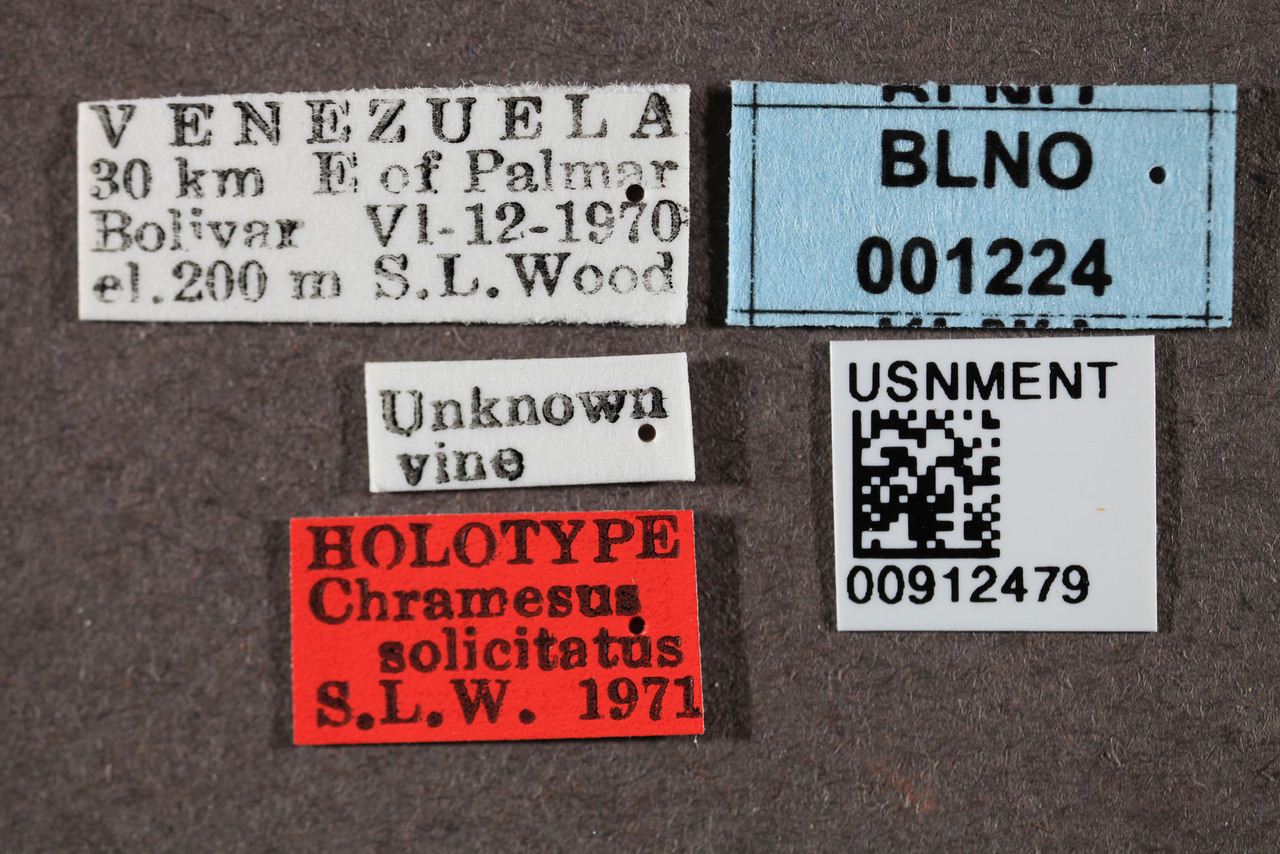 VENEZUELA
30 km E of Palmar
Bolivar VI-12-1970
el. 200 m S.L. Wood
BLNO
001224
Unknown
vine
USNMENT
00912479
HOLOTYPE
Chramesus
solicitatus
S.L.W. 1971